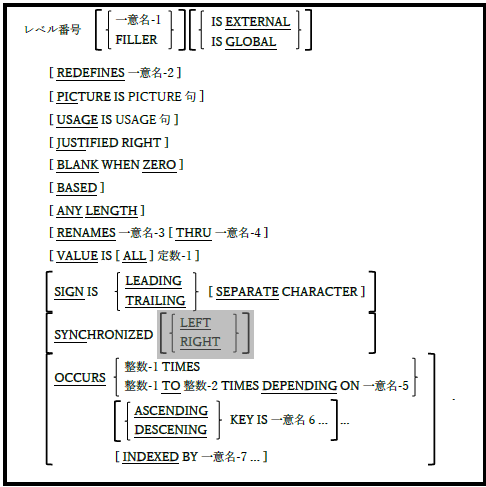 レベル番号 [ { 一意名-1 } ] [ { IS EXTERNAL } ]
FILLER IS GLOBAL
[ REDEFINES 一意名-2 ]
[ PICTURE IS PICTURE 句 ]
[ USAGE IS USAGE 句 ]
[ JUSTIFIED RIGHT ]
[ BLANK WHEN ZERO ]
[ BASED ]
[ ANY LENGTH ]
[ RENAMES 一意名-3 [ THRU 一意名-4 ]
[ VALUE IS [ ALL ] 定数-1 ]
LEADING
SIGN IS [ SEPARATE CHARACTER ]
TRAILING
LEFT
SYNCHRONIZED
RIGHT
整数-1 TIMES
OCCURS
整数-1 TO 整数-2 TIMES DEPENDING ON 一意名-5
ASCENDING
KEY IS 一意名 6 ... ...
DESCENING
[ INDEXED BY 一意名-7 ... ]
.